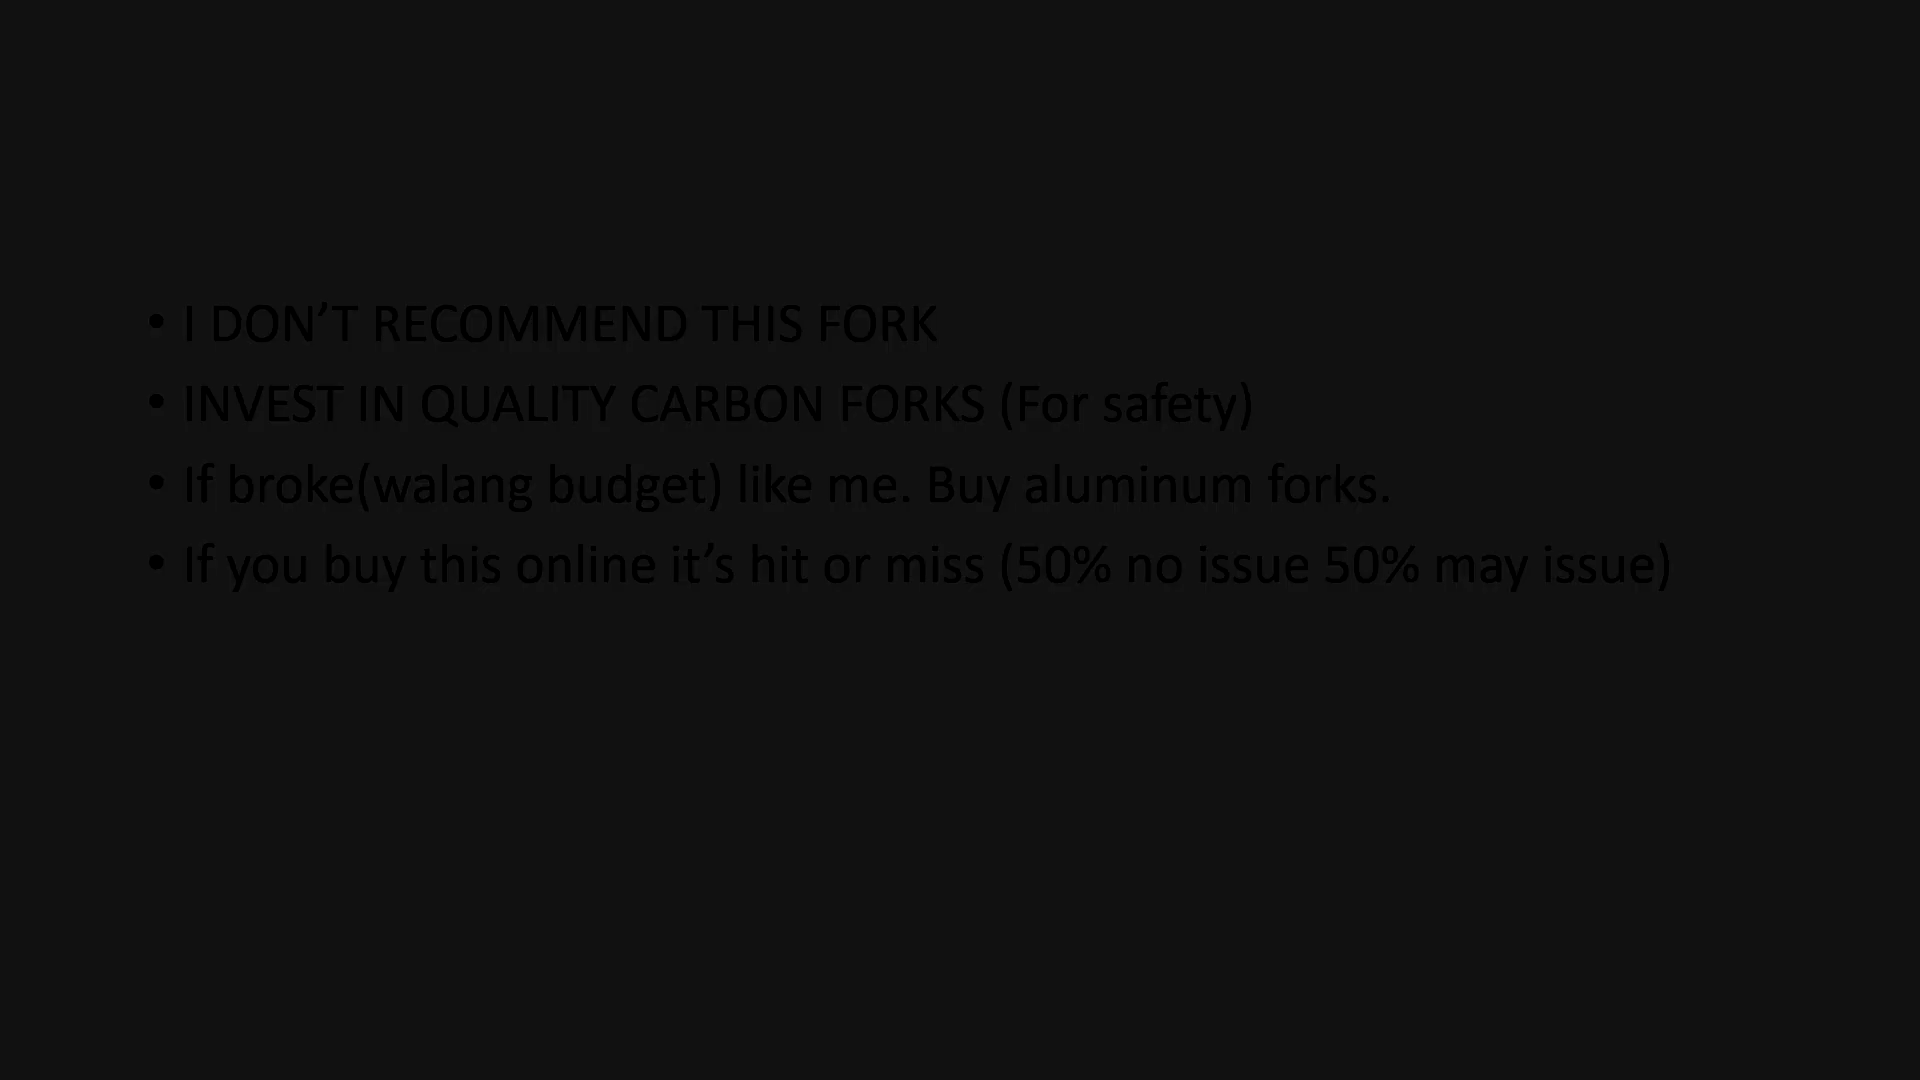 • I DON’T RECOMMEND THIS FORK
• INVEST IN QUALITY CARBON FORKS (For safety)
• If broke(walang budget) like me. Buy aluminum forks.
• If you buy this online it’s hit or miss (50% no issue 50% may issue)